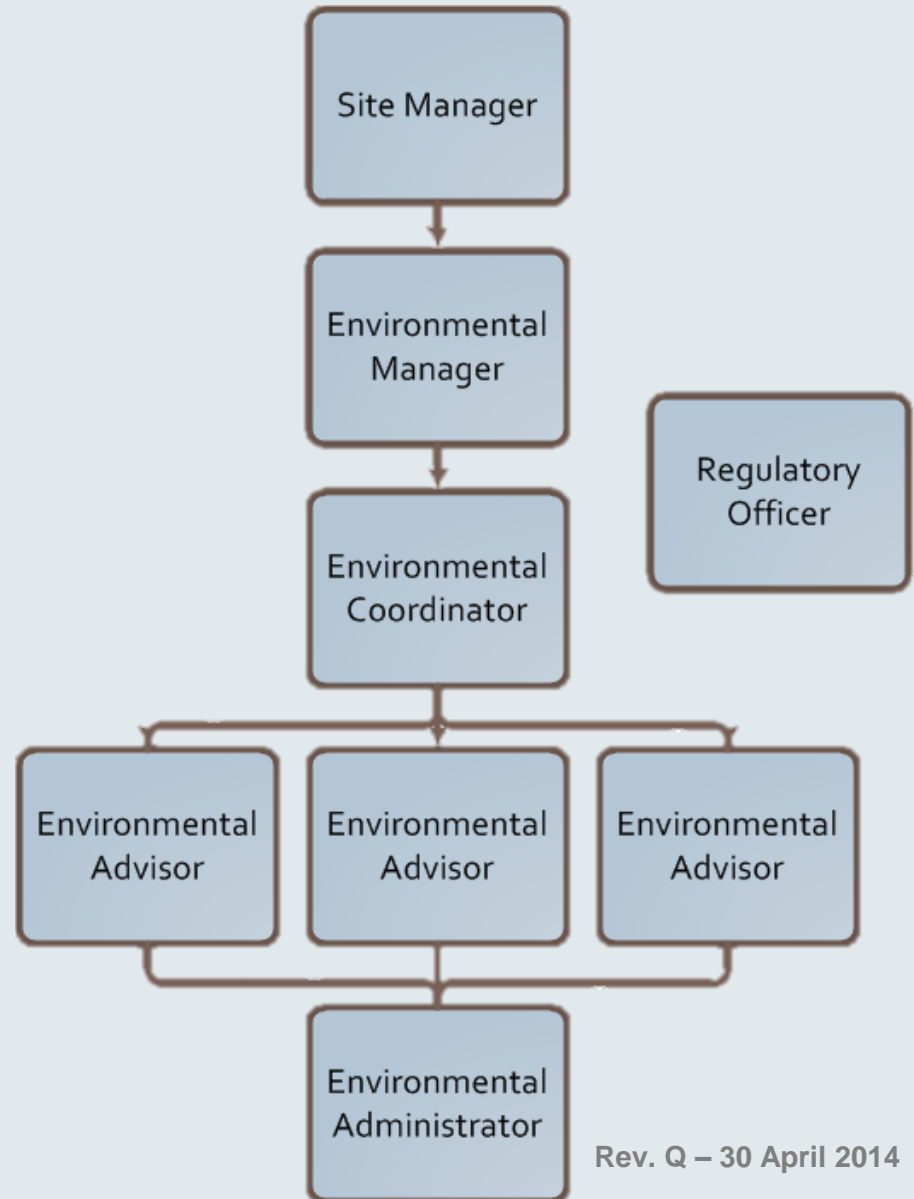 Site Manager
Environmental
Manager
Regulatory
Officer
Environmental
Coordinator
Environmental
Advisor
Environmental
Advisor
Environmental
Advisor
Environmental
Administrator
Rev. Q – 30 April 2014